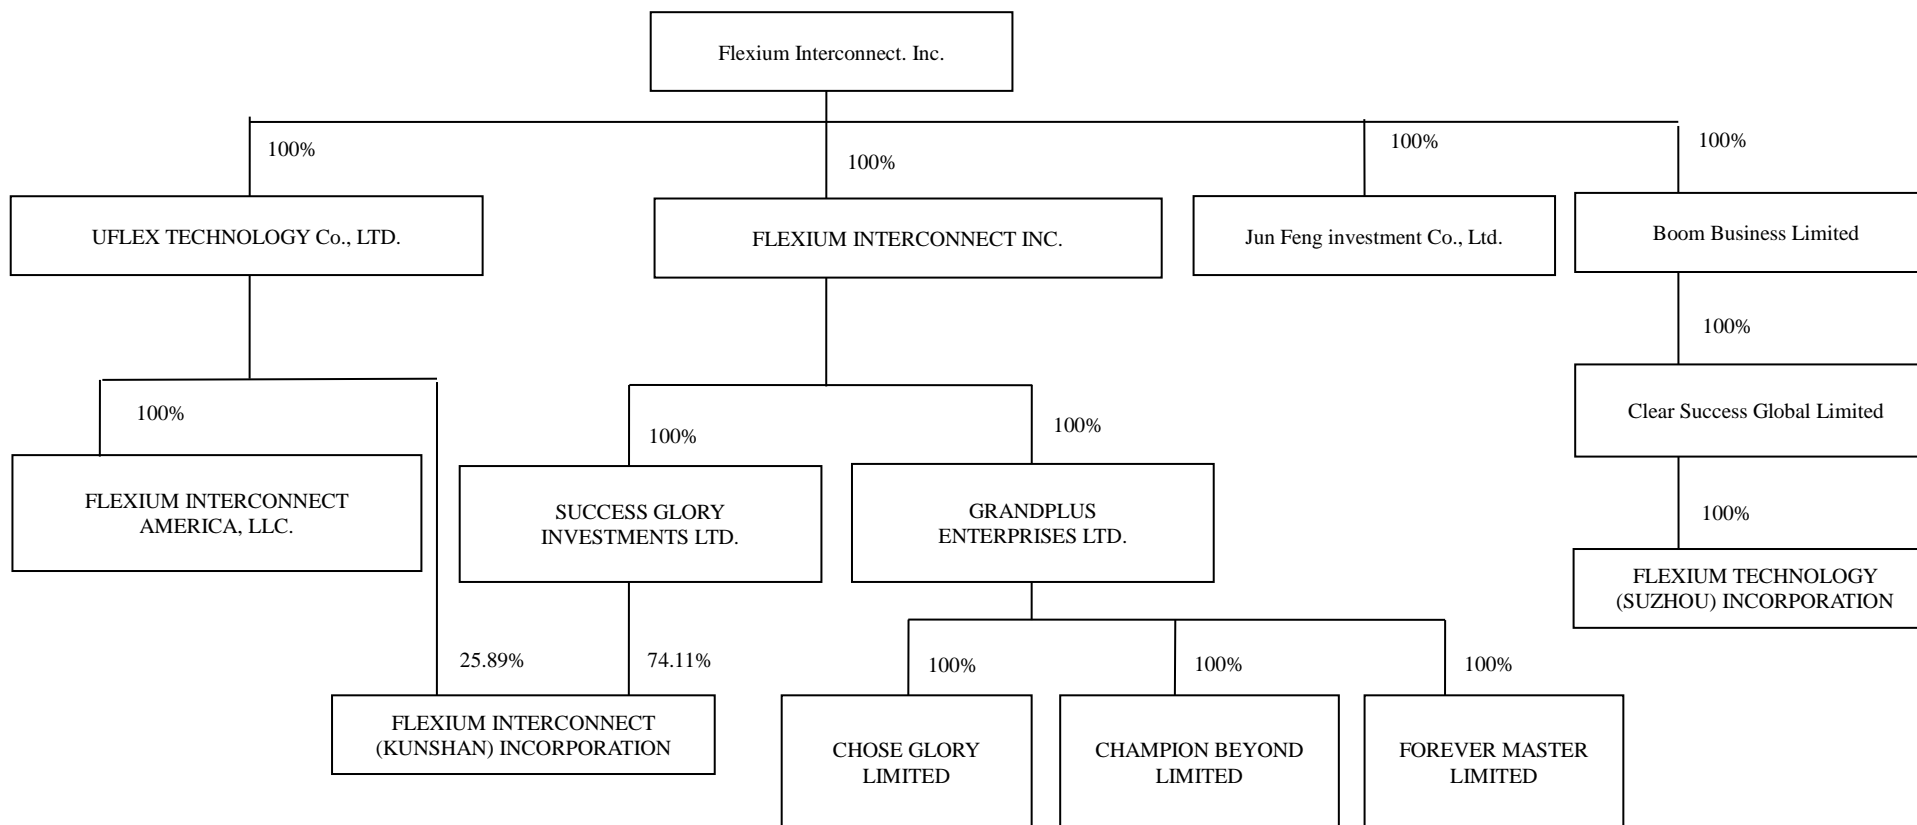 Flexium Interconnect. Inc.
100%
100%
100%
100%
UFLEX TECHNOLOGY Co., LTD.
FLEXIUM INTERCONNECT INC.
Jun Feng investment Co., Ltd.
Boom Business Limited
100%
100%
100%
100%
Clear Success Global Limited
FLEXIUM INTERCONNECT
AMERICA, LLC.
SUCCESS GLORY
INVESTMENTS LTD.
GRANDPLUS
ENTERPRISES LTD.
100%
FLEXIUM TECHNOLOGY
(SUZHOU) INCORPORATION
25.89%
74.11%
100%
100%
100%
FLEXIUM INTERCONNECT
(KUNSHAN) INCORPORATION
CHOSE GLORY
LIMITED
CHAMPION BEYOND
LIMITED
FOREVER MASTER
LIMITED